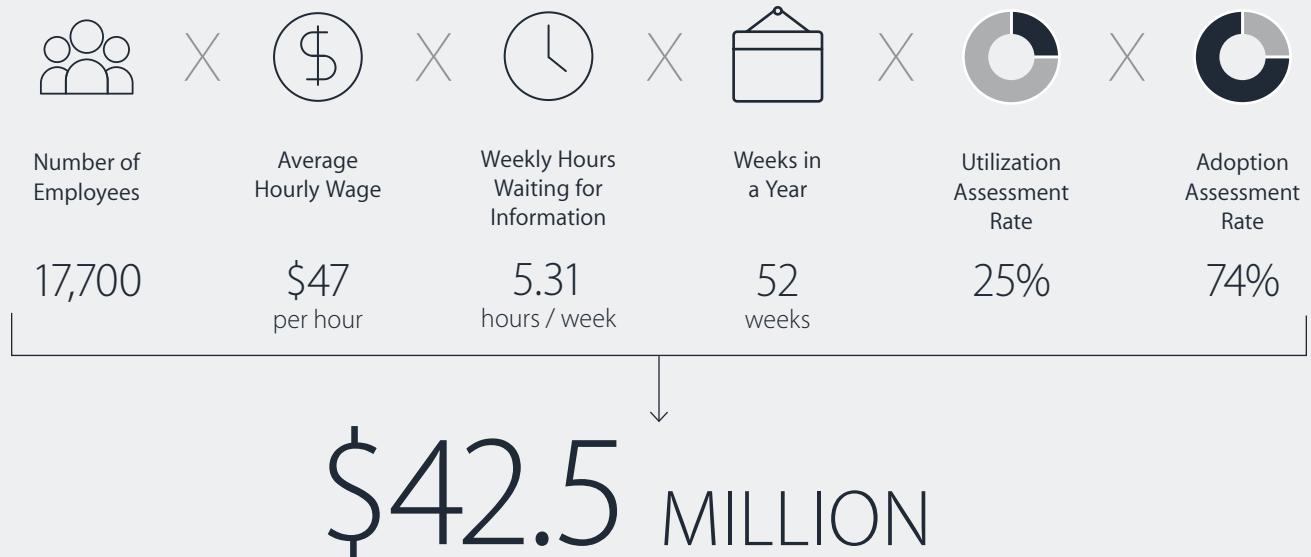 X X X X X
Number of
Employees
17,700
Average
Hourly Wage
$47
per hour
Weekly Hours
Waiting for
Information
5.31
hours / week
Weeks in
a Year
52
weeks
Utilization
Assessment
Rate
25%
Adoption
Assessment
Rate
74%
$42.5 MILLION